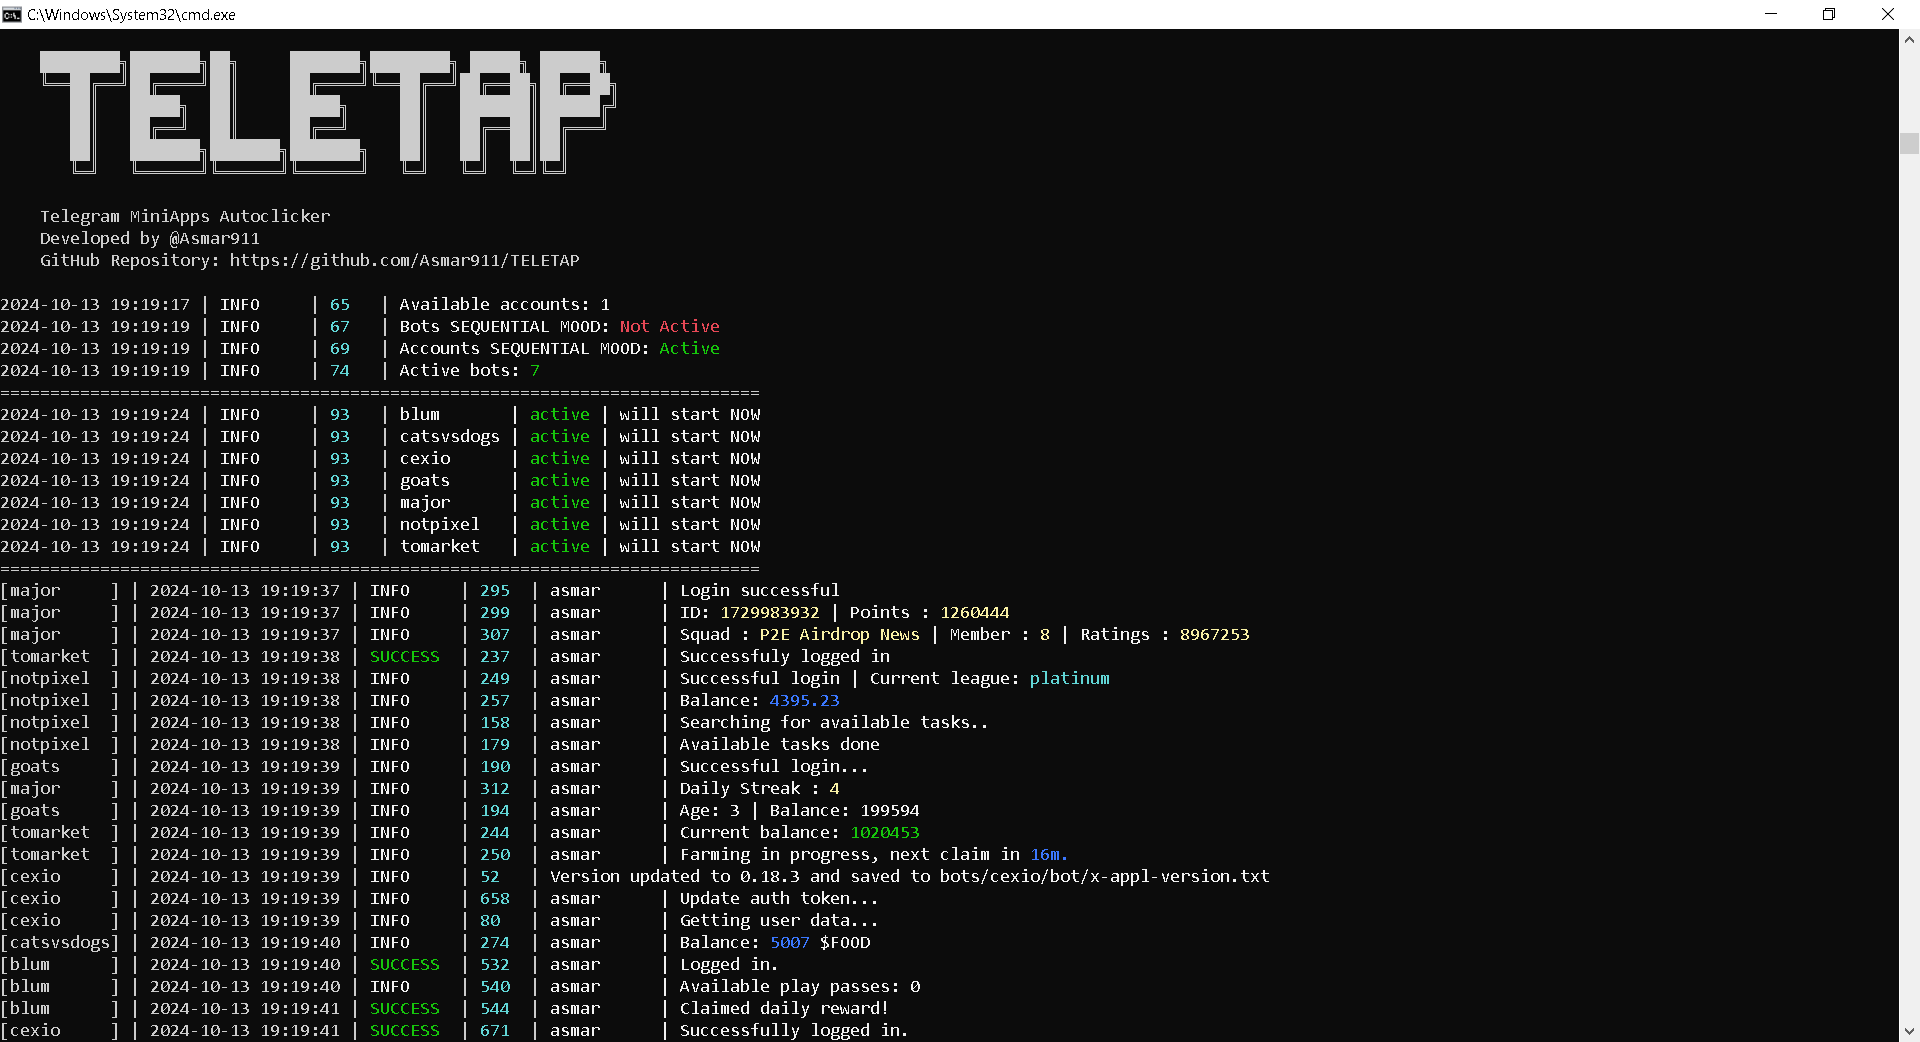 C:\Windows\System32\cmd.exe
TELETAP
Telegram MiniApps Autoclicker
Developed by @Asmar911
GitHub Repository: https://github.com/Asmar911/TELETAP
2024-10-13 19:19:17 | INFO     | 65   | Available accounts: 1
2024-10-13 19:19:19 | INFO     | 67   | Bots SEQUENTIAL MOOD: Not Active
2024-10-13 19:19:19 | INFO     | 69   | Accounts SEQUENTIAL MOOD: Active
2024-10-13 19:19:19 | INFO     | 74   | Active bots: 7
============================================================================
2024-10-13 19:19:24 | INFO     | 93   | blum       | active | will start NOW
2024-10-13 19:19:24 | INFO     | 93   | catsvsdogs | active | will start NOW
2024-10-13 19:19:24 | INFO     | 93   | cexio      | active | will start NOW
2024-10-13 19:19:24 | INFO     | 93   | goats      | active | will start NOW
2024-10-13 19:19:24 | INFO     | 93   | major      | active | will start NOW
2024-10-13 19:19:24 | INFO     | 93   | notpixel   | active | will start NOW
2024-10-13 19:19:24 | INFO     | 93   | tomarket   | active | will start NOW
============================================================================
[major     ] | 2024-10-13 19:19:37 | INFO     | 295  | asmar      | Login successful
[major     ] | 2024-10-13 19:19:37 | INFO     | 299  | asmar      | ID: 1729983932 | Points : 1260444
[major     ] | 2024-10-13 19:19:37 | INFO     | 307  | asmar      | Squad : P2E Airdrop News | Member : 8 | Ratings : 8967253
[tomarket  ] | 2024-10-13 19:19:38 | SUCCESS  | 237  | asmar      | Successfuly logged in
[notpixel  ] | 2024-10-13 19:19:38 | INFO     | 249  | asmar      | Successful login | Current league: platinum
[notpixel  ] | 2024-10-13 19:19:38 | INFO     | 257  | asmar      | Balance: 4395.23
[notpixel  ] | 2024-10-13 19:19:38 | INFO     | 158  | asmar      | Searching for available tasks..
[notpixel  ] | 2024-10-13 19:19:38 | INFO     | 179  | asmar      | Available tasks done
[goats     ] | 2024-10-13 19:19:39 | INFO     | 190  | asmar      | Successful login...
[major     ] | 2024-10-13 19:19:39 | INFO     | 312  | asmar      | Daily Streak : 4
[goats     ] | 2024-10-13 19:19:39 | INFO     | 194  | asmar      | Age: 3 | Balance: 199594
[tomarket  ] | 2024-10-13 19:19:39 | INFO     | 244  | asmar      | Current balance: 1020453
[tomarket  ] | 2024-10-13 19:19:39 | INFO     | 250  | asmar      | Farming in progress, next claim in 16m.
[cexio     ] | 2024-10-13 19:19:39 | INFO     | 52   | Version updated to 0.18.3 and saved to bots/cexio/bot/x-appl-version.txt
[cexio     ] | 2024-10-13 19:19:39 | INFO     | 658  | asmar      | Update auth token...
[cexio     ] | 2024-10-13 19:19:39 | INFO     | 80   | asmar      | Getting user data...
[catsvsdogs] | 2024-10-13 19:19:40 | INFO     | 274  | asmar      | Balance: 5007 $FOOD
[blum      ] | 2024-10-13 19:19:40 | SUCCESS  | 532  | asmar      | Logged in.
[blum      ] | 2024-10-13 19:19:40 | INFO     | 540  | asmar      | Available play passes: 0
[blum      ] | 2024-10-13 19:19:41 | SUCCESS  | 544  | asmar      | Claimed daily reward!
[cexio     ] | 2024-10-13 19:19:41 | SUCCESS  | 671  | asmar      | Successfully logged in.